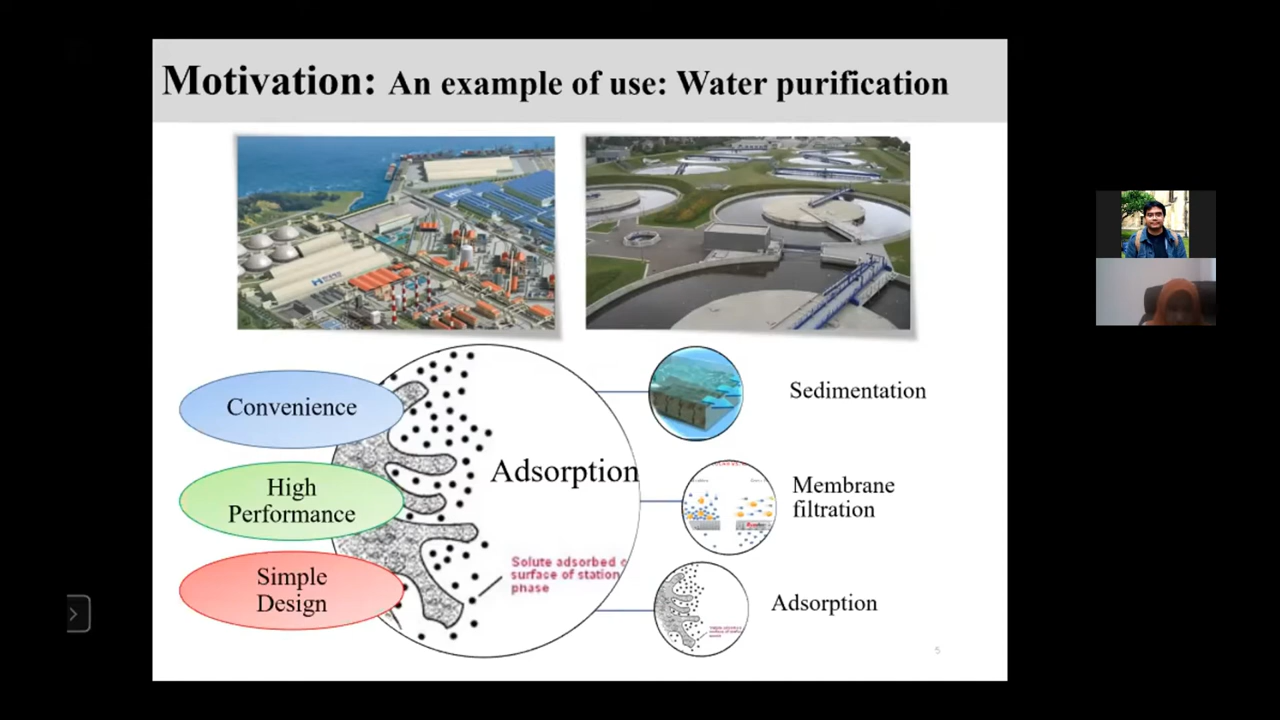 Motivation: An example of use: Water purification
Convenience
High
Performance
Simple
Design
Adsorption
Solute adsorbed
surface of station
phase
Sedimentation
Membrane
filtration
Adsorption
5